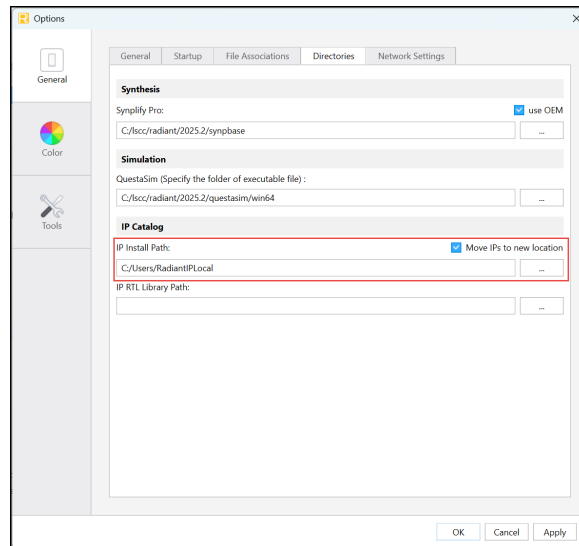 Options
General
Color
Tools
General Startup File Associations Directories Network Settings
Synthesis
Synplify Pro: use OEM
C:/lscc/radiant/2025.2/synpbase ...
Simulation
QuestaSim (Specify the folder of executable file) :
C:/lscc/radiant/2025.2/questasim/win64 ...
IP Catalog
IP Install Path: Move IPs to new location
C:/Users/RadiantIPLocal ...
IP RTL Library Path:
...
OK Cancel Apply